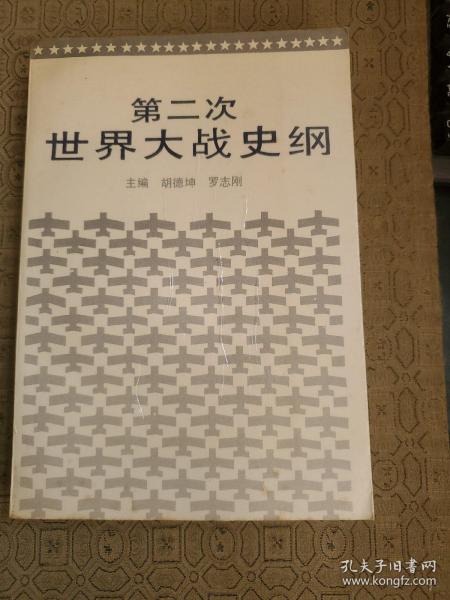 第二次
世界大战史纲
主编 胡德坤 罗志刚
孔夫子旧书网
www.kongfz.com